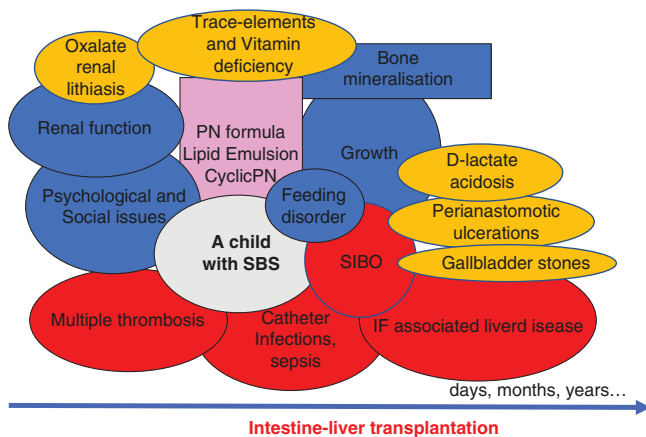 Trace-elements
and Vitamin
deficiency
Oxalate
renal
lithiasis
Bone
mineralisation
Renal function
PN formula
Lipid Emulsion
CyclicPN
Growth
D-lactate
acidosis
Psychological and
Social issues
Feeding
disorder
Perianastomotic
ulcerations
A child
with SBS
SIBO
Gallbladder stones
Multiple thrombosis
Catheter
Infections,
sepsis
IF associated liverd isease
days, months, years...
Intestine-liver transplantation